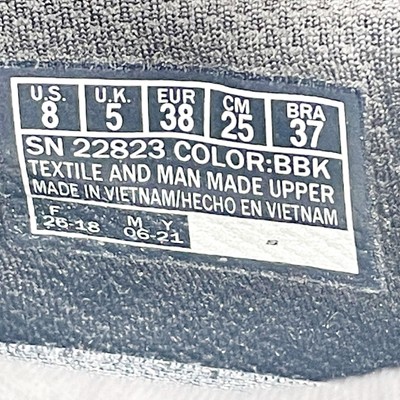 U.S. U.K. EUR CM BRA
8 5 38 25 37
SN 22823 COLOR:BBK
TEXTILE AND MAN MADE UPPER
MADE IN VIETNAM/HECHO EN VIETNAM
F M Y
26-18 06-21